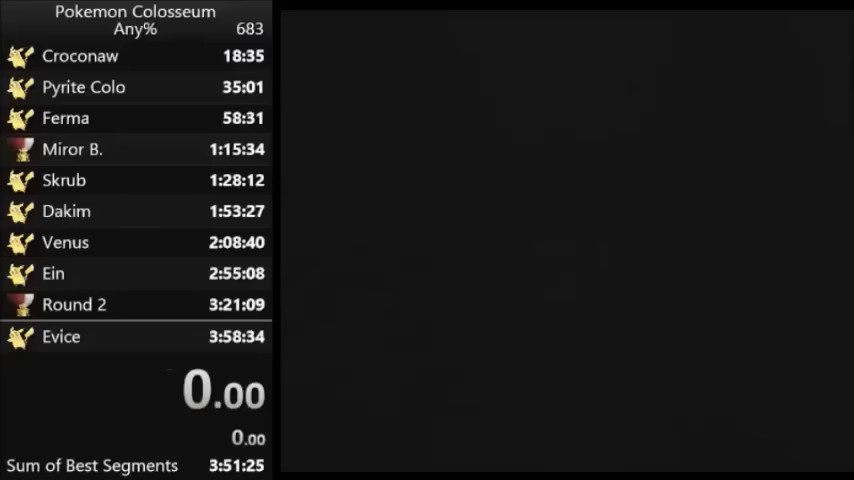 Pokemon Colosseum
Any% 683
Croconaw 18:35
Pyrite Colo 35:01
Ferma 58:31
Miror B. 1:15:34
Skrub 1:28:12
Dakim 1:53:27
Venus 2:08:40
Ein 2:55:08
Round 2 3:21:09
Evice 3:58:34
0.00
0.00
Sum of Best Segments 3:51:25